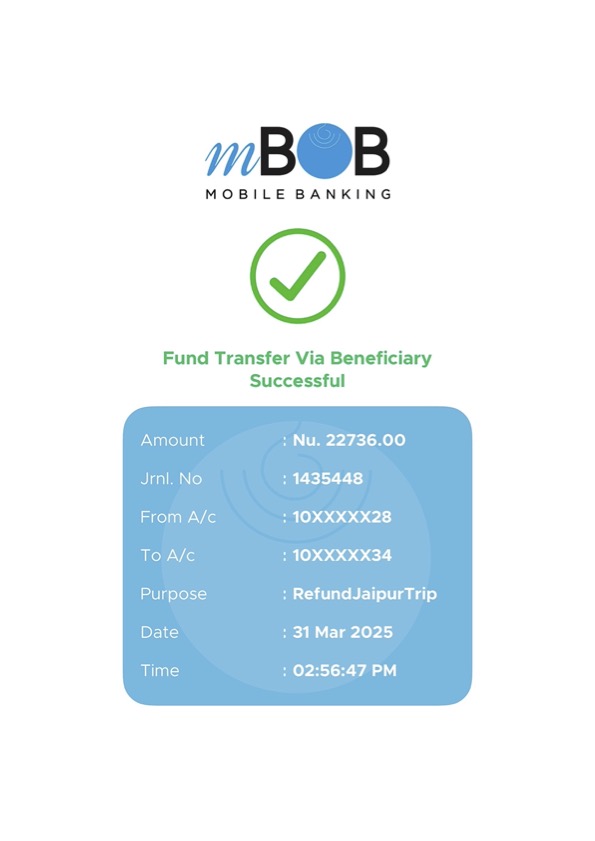 mBOB
MOBILE BANKING
Fund Transfer Via Beneficiary
Successful
Amount : Nu. 22736.00
Jrnl. No : 1435448
From A/c : 10XXXXX28
To A/c : 10XXXXX34
Purpose : RefundJaipurTrip
Date : 31 Mar 2025
Time : 02:56:47 PM